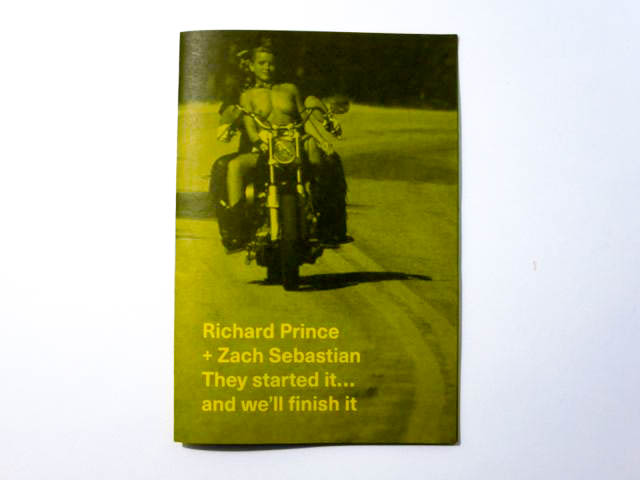 Richard Prince
+ Zach Sebastian
They started it...
and we'll finish it